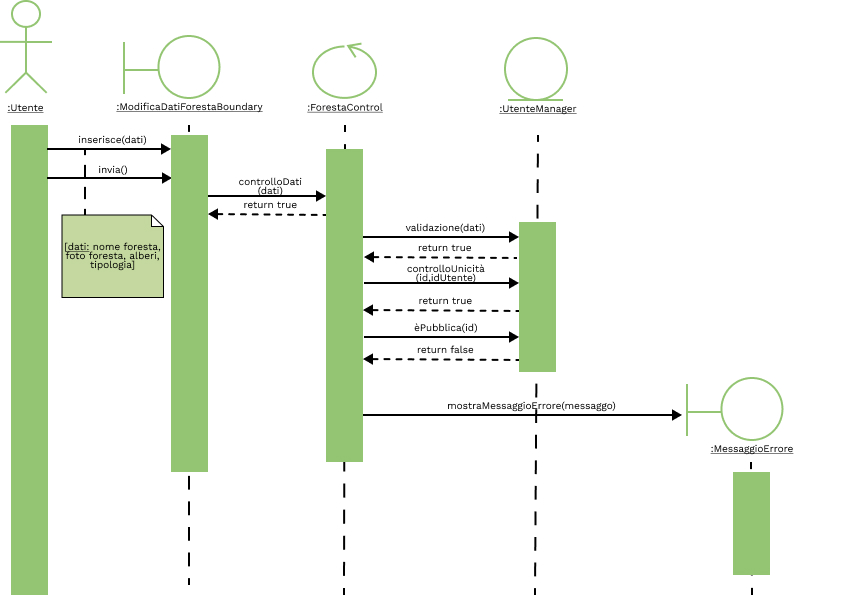 :Utente
:ModificaDatiForestaBoundary
:ForestaControl
:UtenteManager
inserisce(dati)
invia()
controlloDati
(dati)
return true
validazione(dati)
return true
[dati: nome foresta,
foto foresta, alberi,
tipologia]
controlloUnicità
(id,idUtente)
return true
èPubblica(id)
return false
mostraMessaggioErrore(messaggo)
:MessaggioErrore